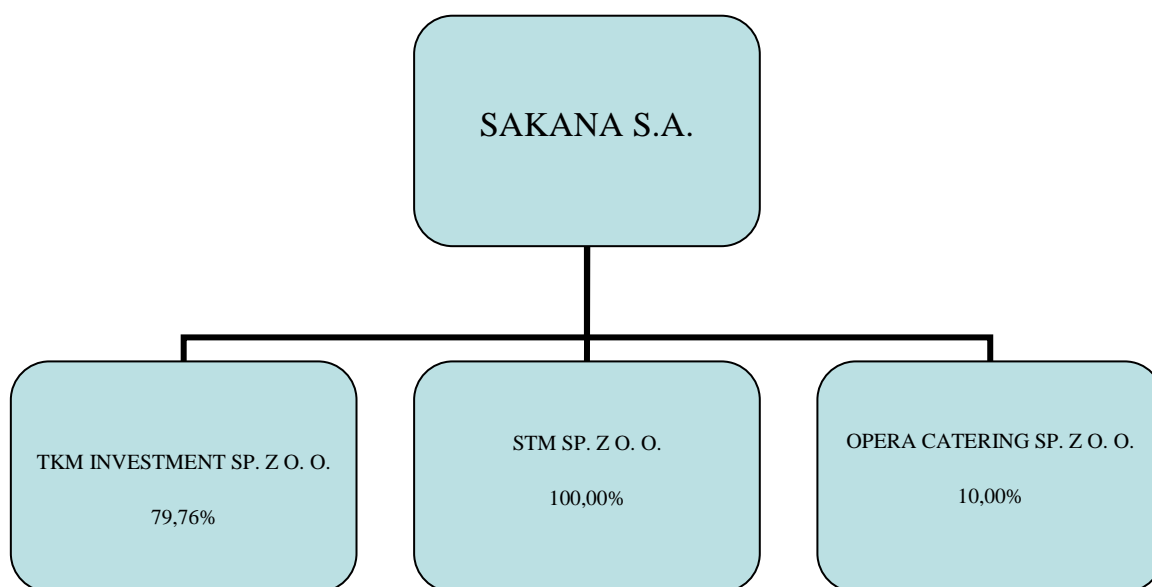 SAKANA S.A.
TKM INVESTMENT SP. Z O. O.
79,76%
STM SP. Z O. O.
100,00%
OPERA CATERING SP. Z O. O.
10,00%